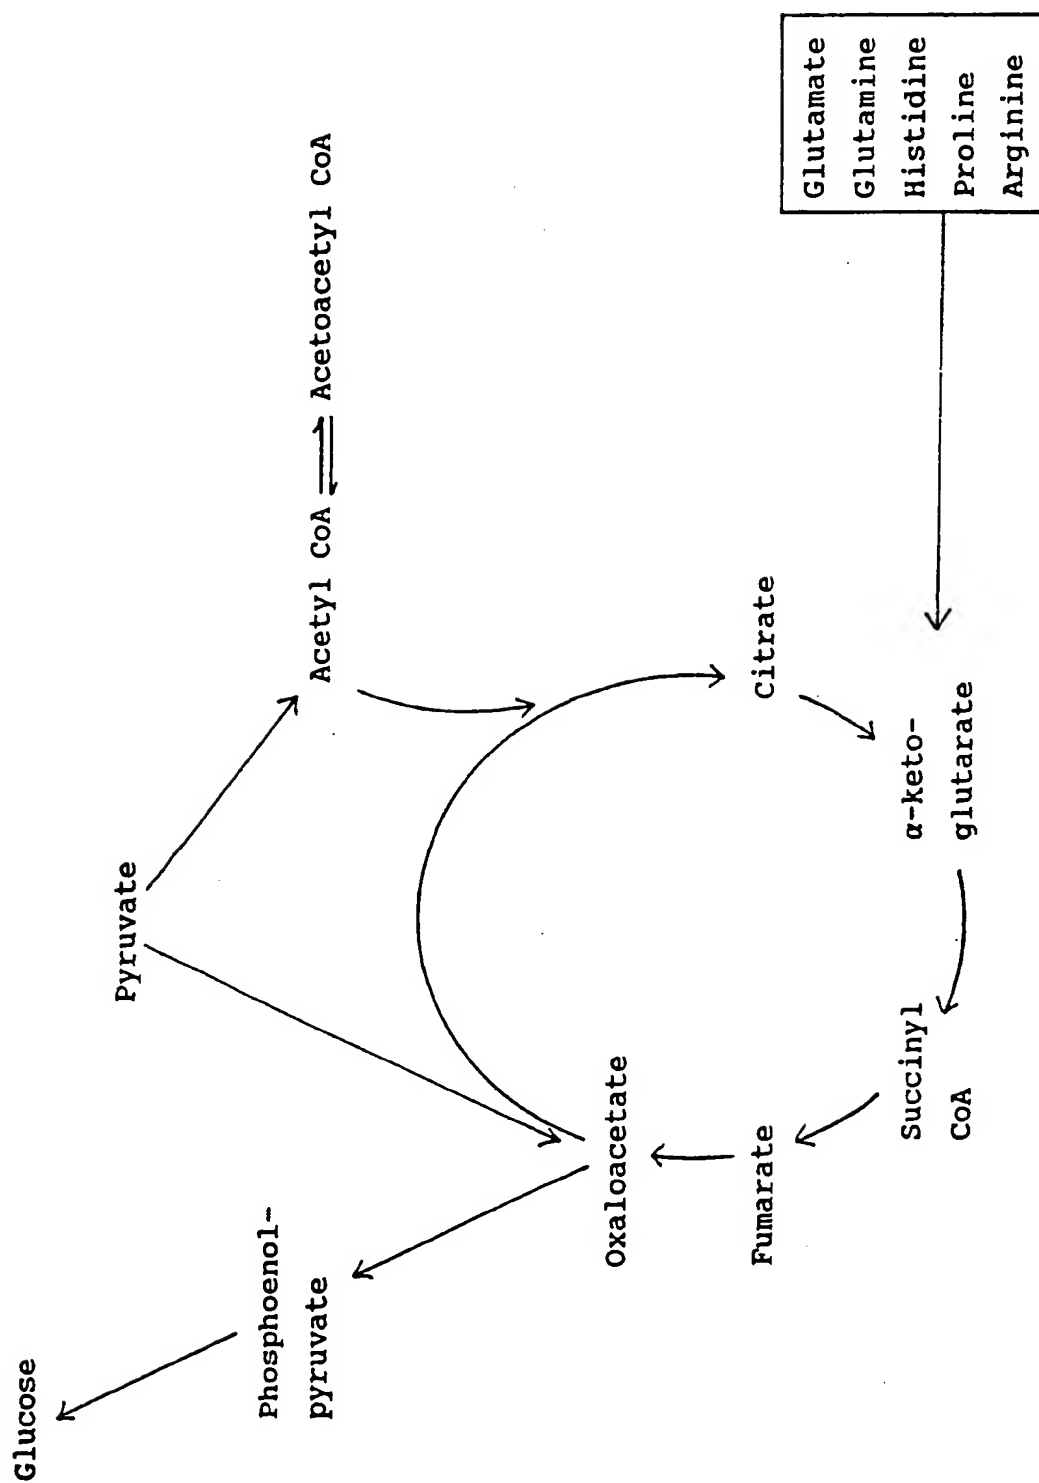 Glucose
Phosphoenol-
pyruvate
Pyruvate
Acetyl CoA
Acetoacetyl CoA
Oxaloacetate
Citrate
Fumarate
Succinyl
CoA
α-keto-
glutarate
Glutamate
Glutamine
Histidine
Proline
Arginine